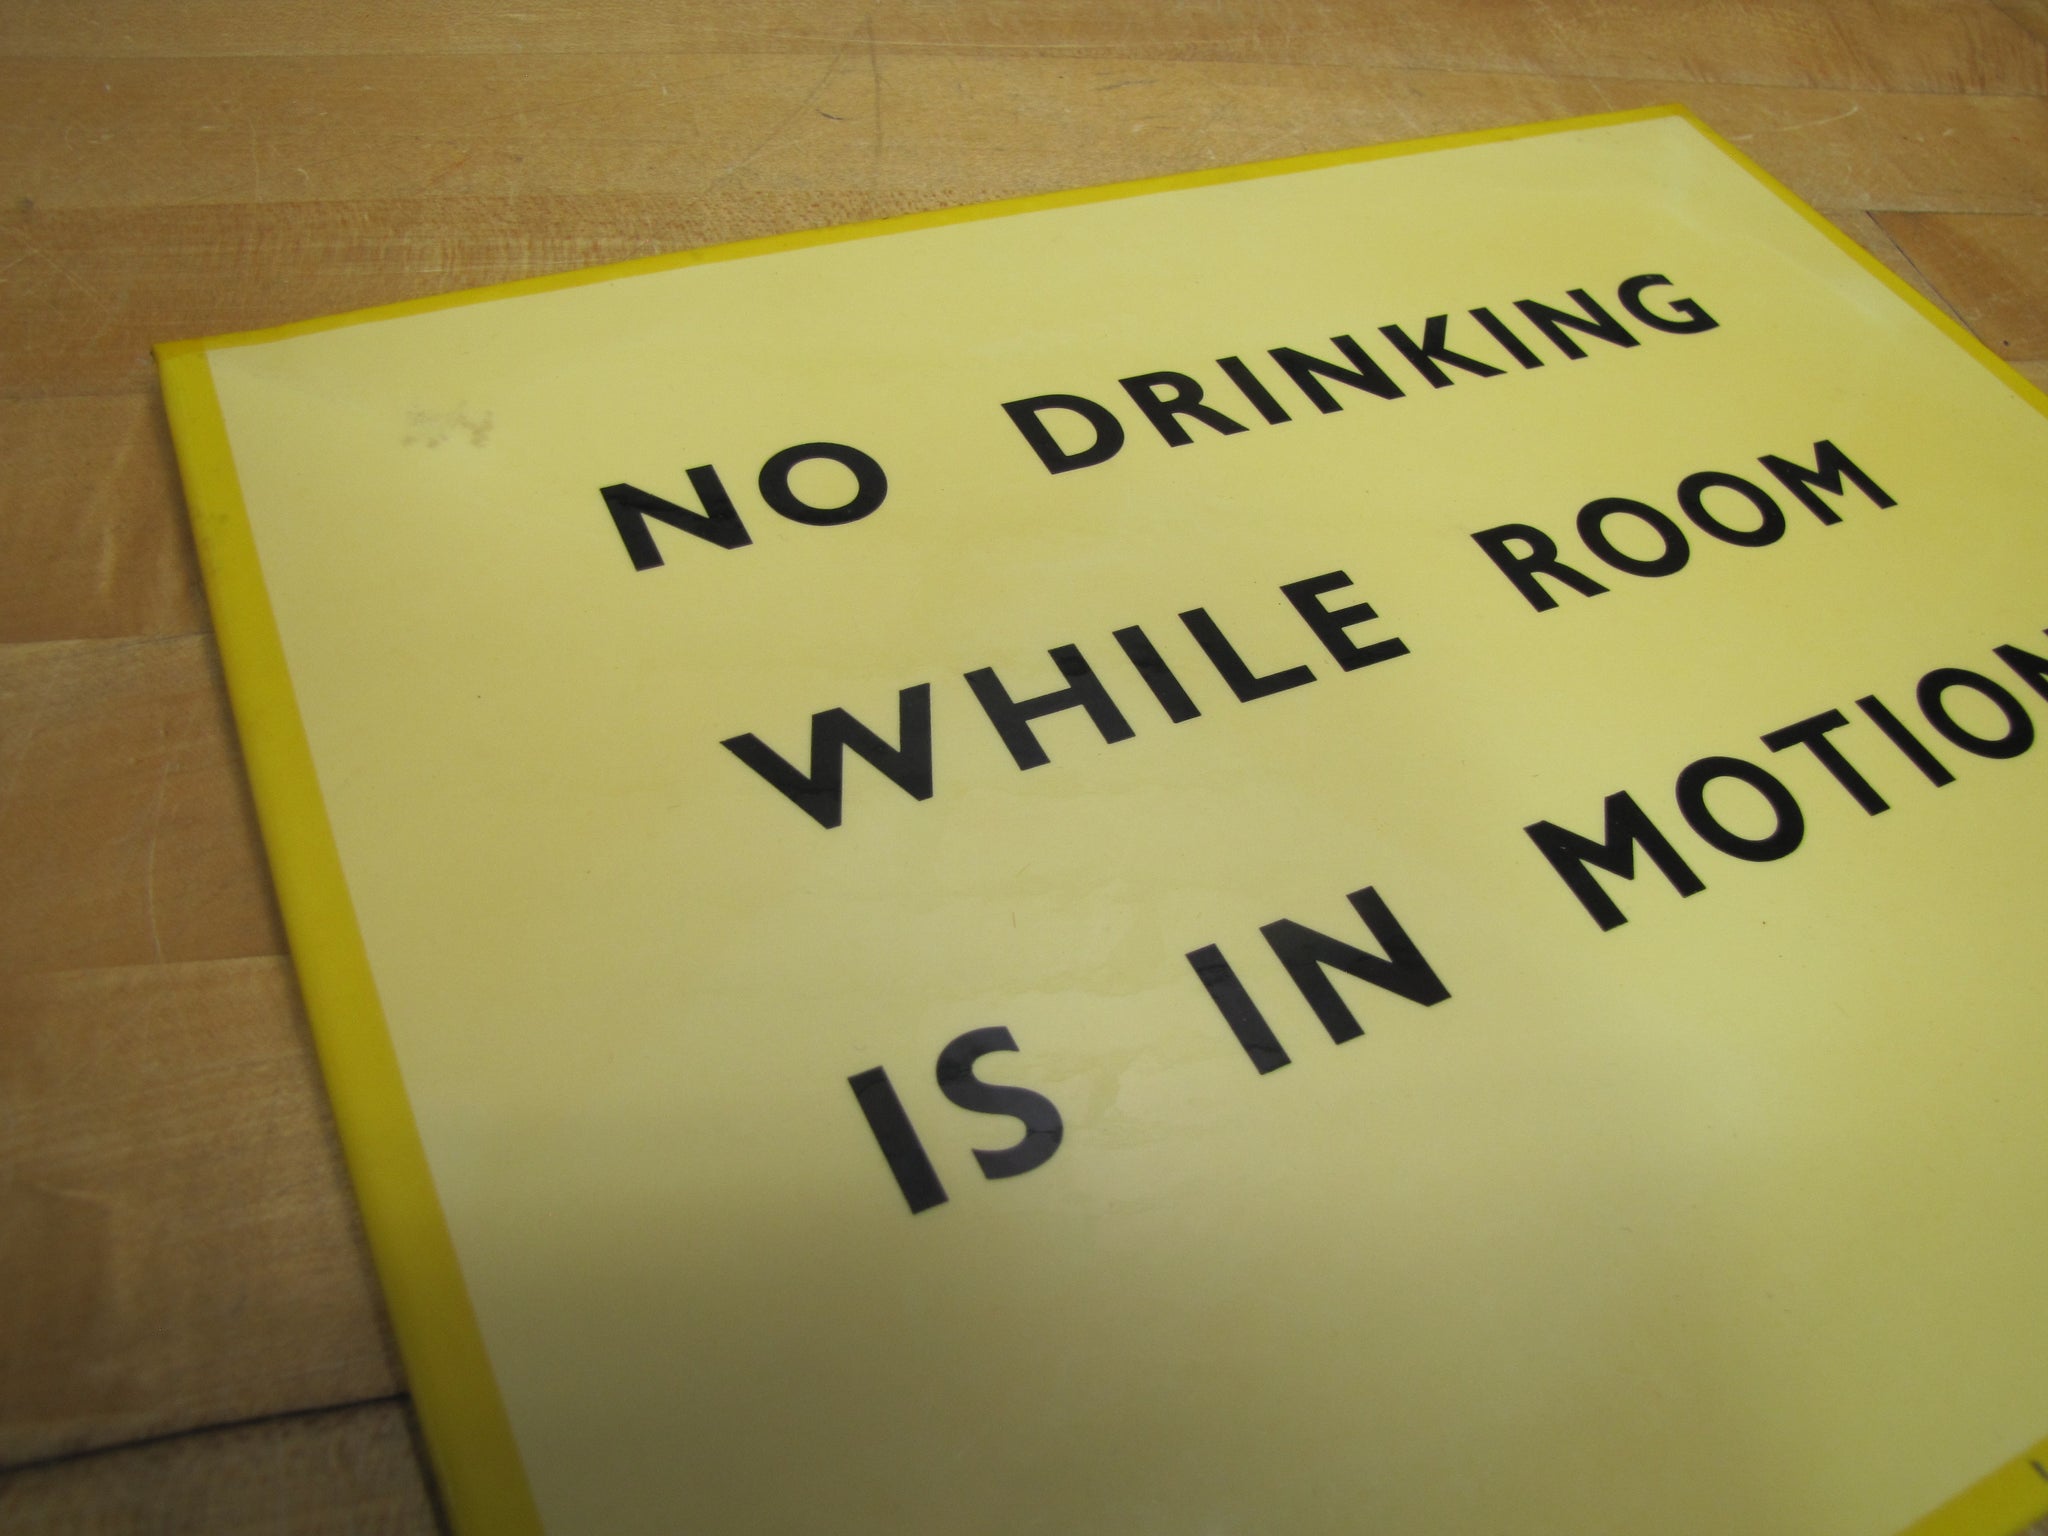 NO DRINKING
WHILE ROOM
IS IN MOTION